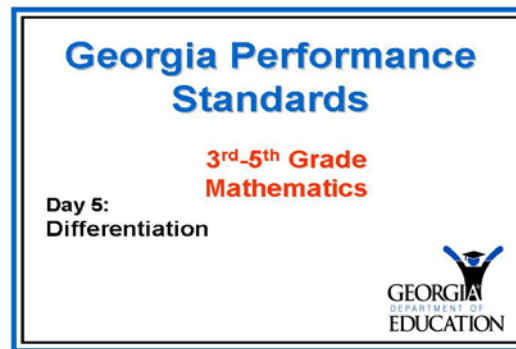 Georgia Performance
Standards
3rd-5th Grade
Mathematics
Day 5:
Differentiation
GEORGIA
DEPARTMENT OF
EDUCATION